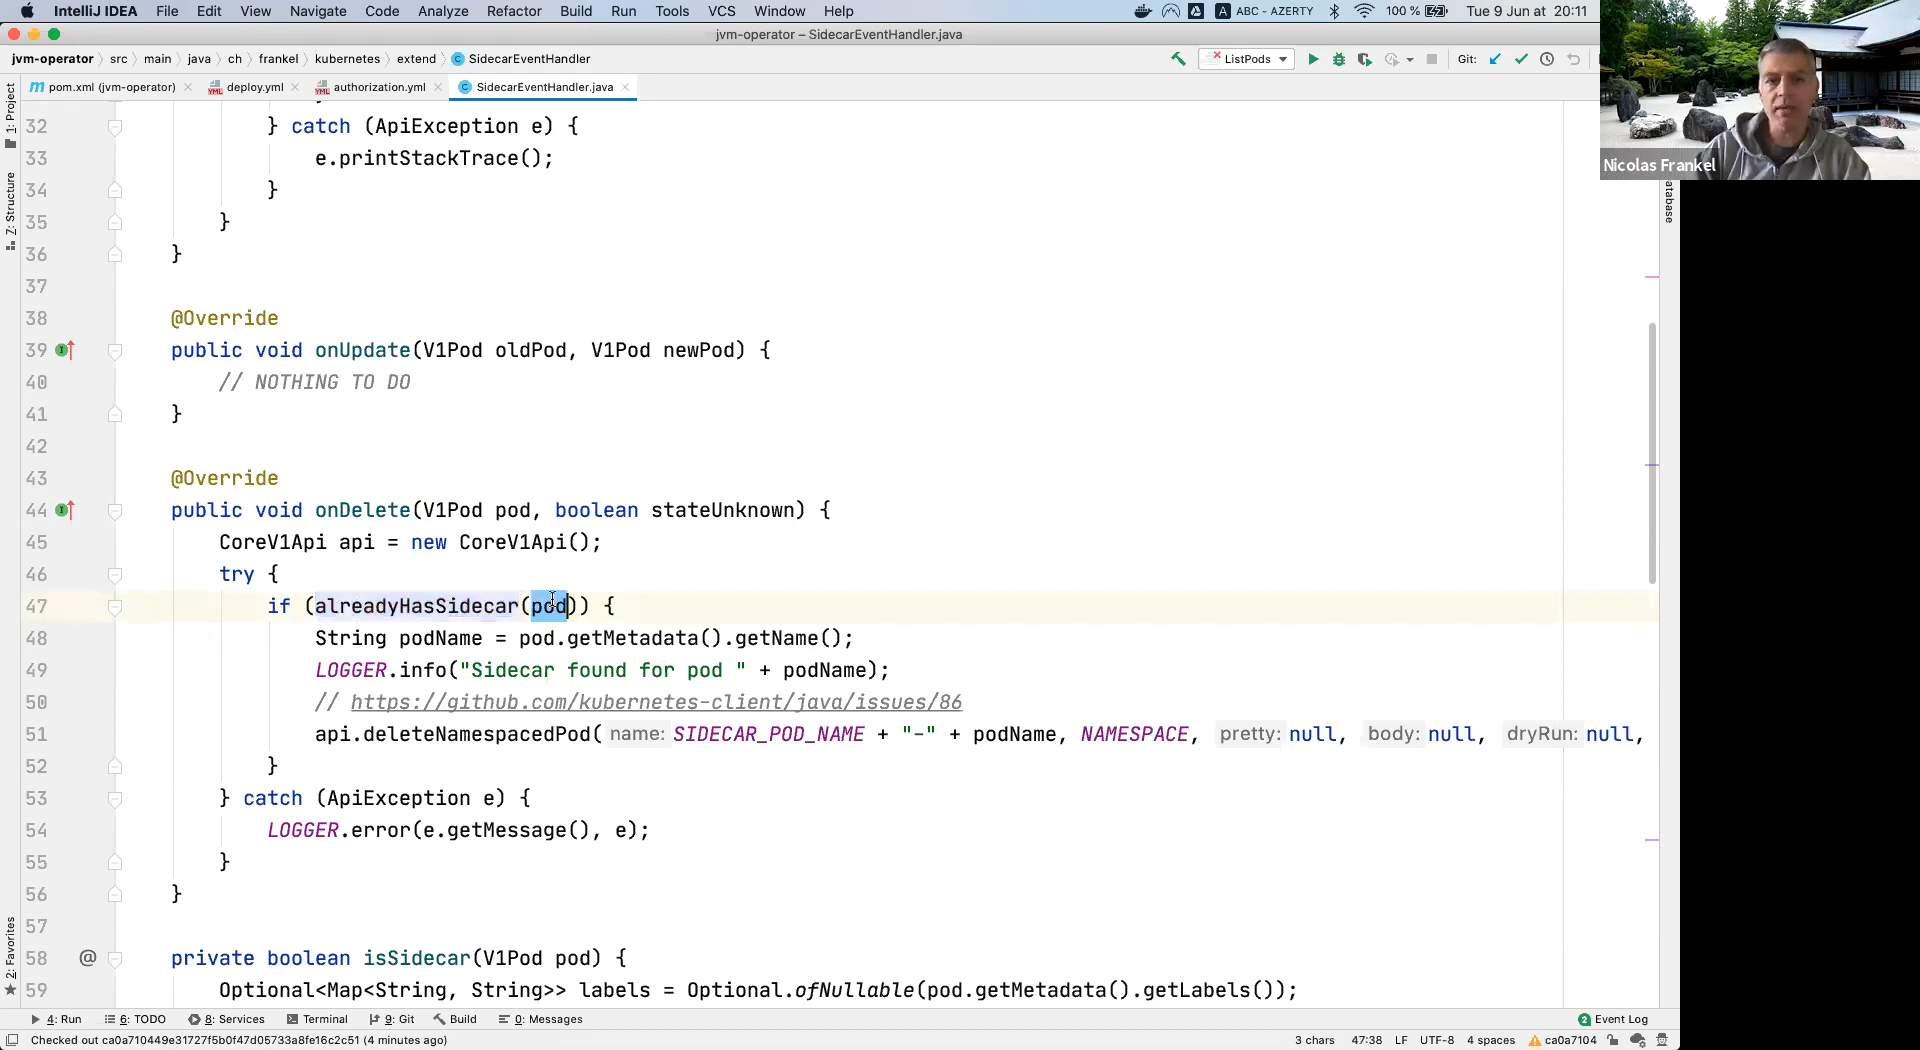 IntelliJ IDEA File Edit View Navigate Code Analyze Refactor Build Run Tools VCS Window Help A ABC - AZERTY 100 % Tue 9 Jun at 20:11
jvm-operator – SidecarEventHandler.java
jvm-operator src main java ch frankel kubernetes extend SidecarEventHandler ListPods Git:
pom.xml (jvm-operator) deploy.yml authorization.yml SidecarEventHandler.java
Nicolas Frankel
1: Project
Z: Structure
2: Favorites
atabase
32 } catch (ApiException e) {
33 e.printStackTrace();
34 }
35 }
36 }
37
38 @Override
39 public void onUpdate(V1Pod oldPod, V1Pod newPod) {
40 // NOTHING TO DO
41 }
42
43 @Override
44 public void onDelete(V1Pod pod, boolean stateUnknown) {
45 CoreV1Api api = new CoreV1Api();
46 try {
47 if (alreadyHasSidecar(pod)) {
48 String podName = pod.getMetadata().getName();
49 LOGGER.info("Sidecar found for pod " + podName);
50 // https://github.com/kubernetes-client/java/issues/86
51 api.deleteNamespacedPod( name: SIDECAR_POD_NAME + "-" + podName, NAMESPACE, pretty: null, body: null, dryRun: null,
52 }
53 } catch (ApiException e) {
54 LOGGER.error(e.getMessage(), e);
55 }
56 }
57
58 @ private boolean isSidecar(V1Pod pod) {
59 Optional<Map<String, String>> labels = Optional.ofNullable(pod.getMetadata().getLabels());
4: Run 6: TODO 8: Services Terminal 9: Git Build 0: Messages 2 Event Log
Checked out ca0a710449e31727f5b0f47d05733a8fe16c2c51 (4 minutes ago) 3 chars 47:38 LF UTF-8 4 spaces ca0a7104